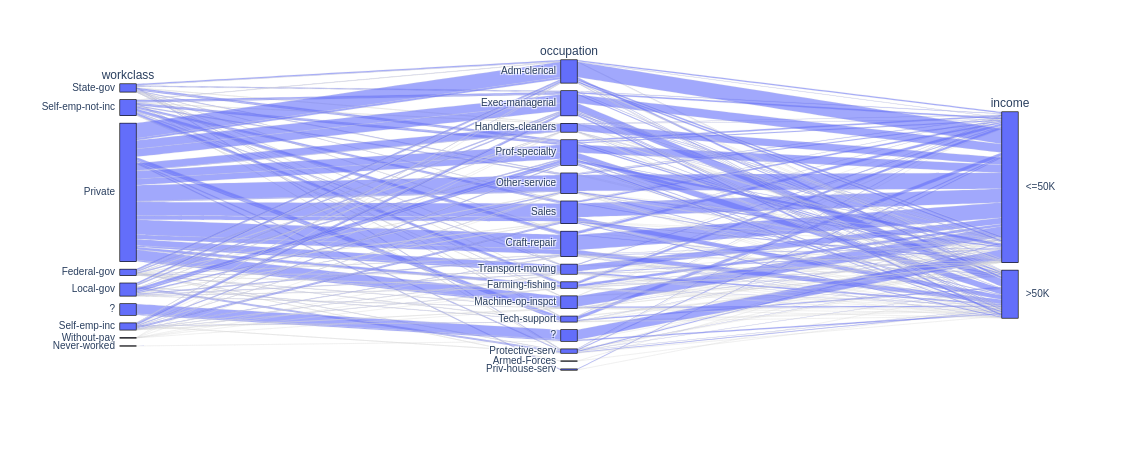 workclass
State-gov
Self-emp-not-inc
Private
Federal-gov
Local-gov
?
Self-emp-inc
Without-pay
Never-worked
occupation
Adm-clerical
Exec-managerial
Handlers-cleaners
Prof-specialty
Other-service
Sales
Craft-repair
Transport-moving
Farming-fishing
Machine-op-inspct
Tech-support
?
Protective-serv
Armed-Forces
Priv-house-serv
income
<=50K
>50K